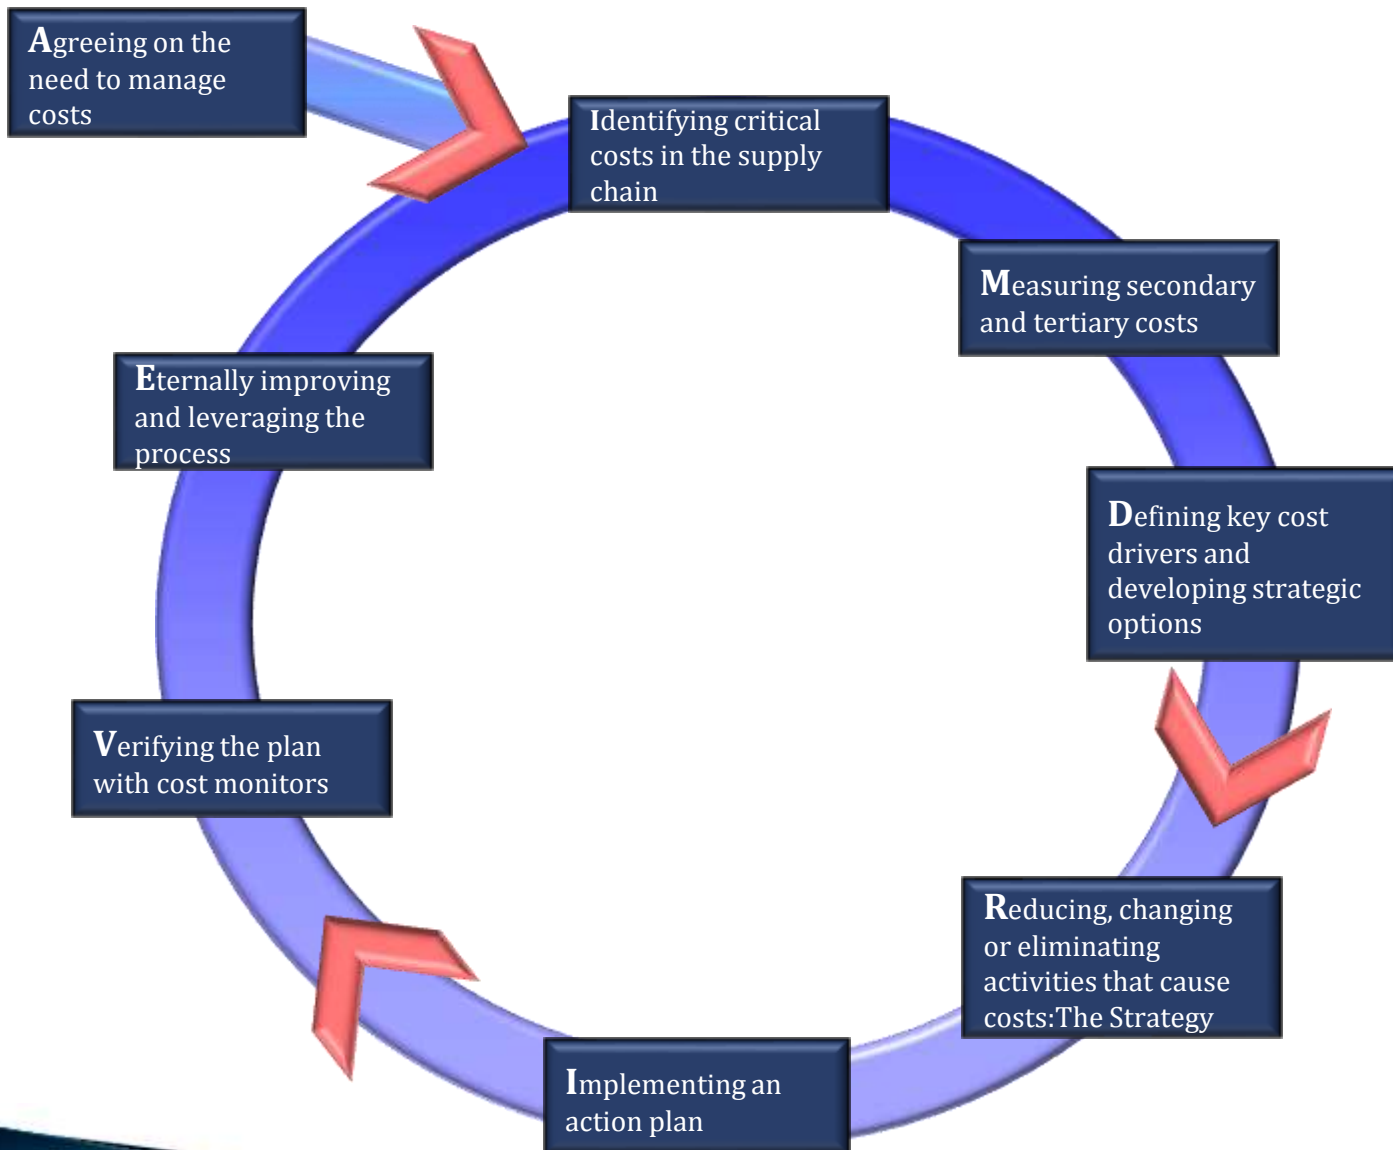 Agreeing on the
need to manage
costs
Identifying critical
costs in the supply
chain
Measuring secondary
and tertiary costs
Defining key cost
drivers and
developing strategic
options
Reducing, changing
or eliminating
activities that cause
costs:The Strategy
Implementing an
action plan
Verifying the plan
with cost monitors
Eternally improving
and leveraging the
process